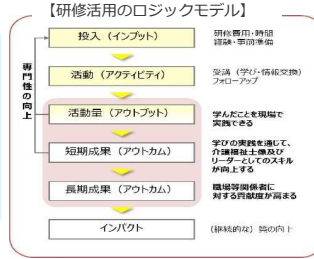 【研修活用のロジックモデル】
投入（インプット）
研修費用・時間
経験・事前準備
活動（アクティビティ）
受講（学び・情報交換）
フォローアップ
専門性の向上
活動量（アウトプット）
学んだことを現場で
実践できる
短期成果（アウトカム）
学びの実践を通じて、
介護福祉士像及び
リーダーとしてのスキル
が向上する
長期成果（アウトカム）
職場等関係者に
対する貢献度が高まる
インパクト
（継続的な）質の向上